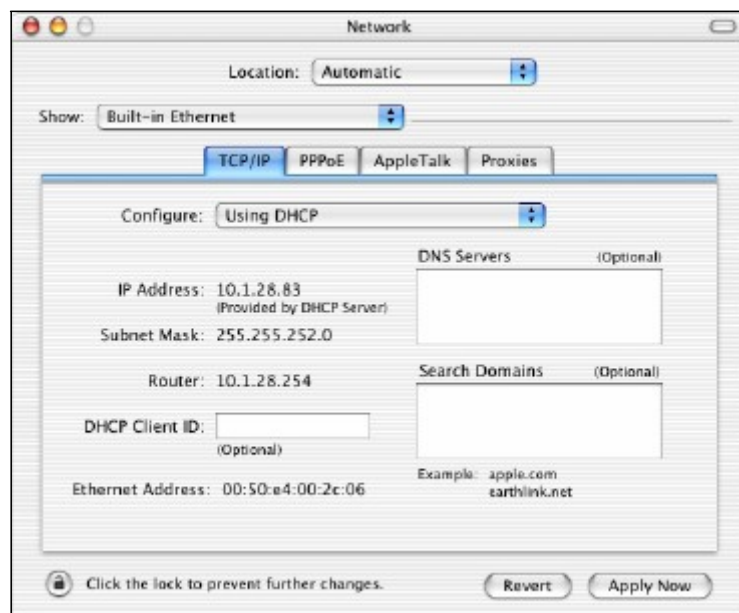 Network
Location: Automatic
Show: Built-in Ethernet
TCP/IP PPPoE AppleTalk Proxies
Configure: Using DHCP
DNS Servers (Optional)
IP Address: 10.1.28.83
(Provided by DHCP Server)
Subnet Mask: 255.255.252.0
Router: 10.1.28.254
Search Domains (Optional)
DHCP Client ID:
(Optional)
Example: apple.com
earthlink.net
Ethernet Address: 00:50:e4:00:2c:06
Click the lock to prevent further changes.
Revert Apply Now